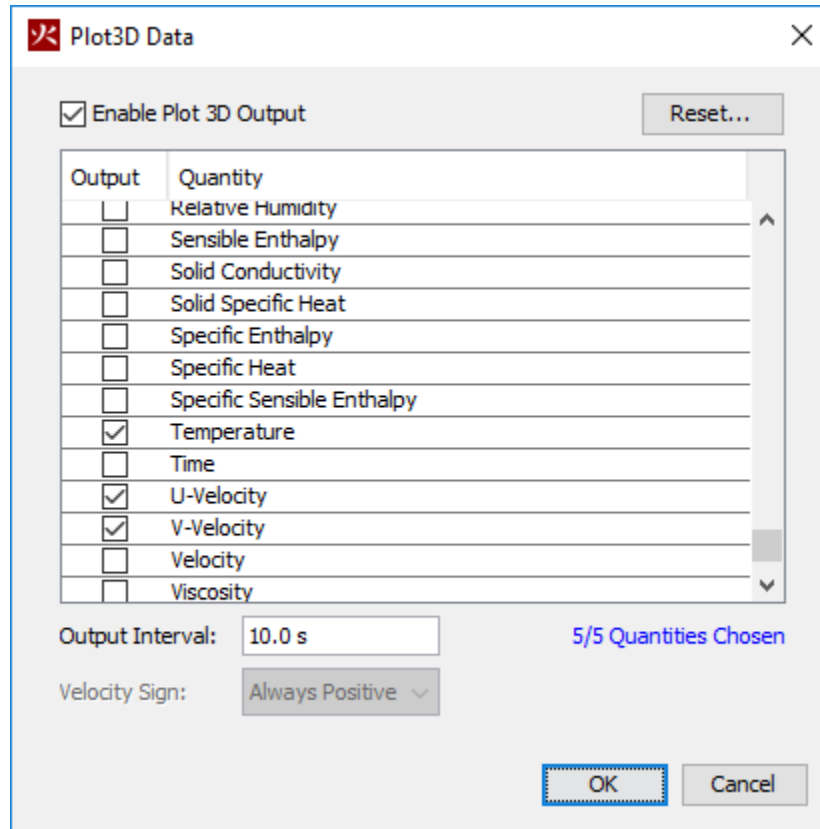 火 Plot3D Data
Enable Plot 3D Output Reset...
Output Quantity
Relative Humidity
Sensible Enthalpy
Solid Conductivity
Solid Specific Heat
Specific Enthalpy
Specific Heat
Specific Sensible Enthalpy
Temperature
Time
U-Velocity
V-Velocity
Velocity
Viscosity
Output Interval: 10.0 s 5/5 Quantities Chosen
Velocity Sign: Always Positive
OK Cancel